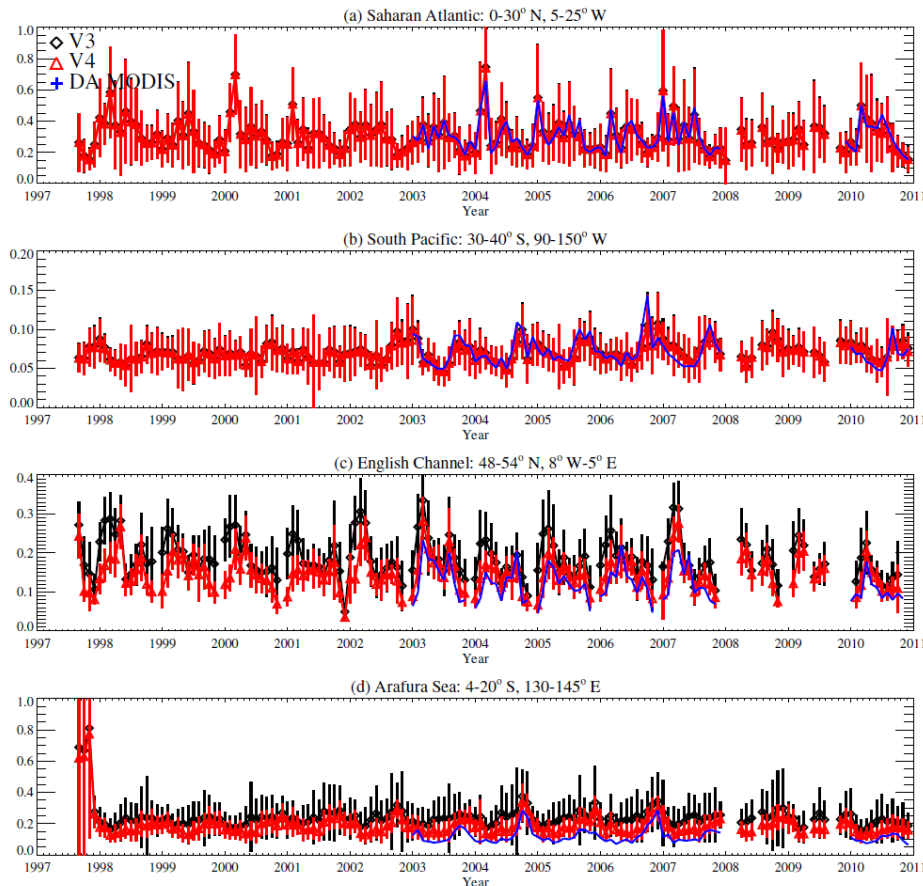 (a) Saharan Atlantic: 0-30° N, 5-25° W
1.0
0.8
0.6
0.4
0.2
0.0
V3
V4
DA MODIS
1997 1998 1999 2000 2001 2002 2003 2004 2005 2006 2007 2008 2009 2010 2011
Year
(b) South Pacific: 30-40° S, 90-150° W
0.20
0.15
0.10
0.05
0.00
1997 1998 1999 2000 2001 2002 2003 2004 2005 2006 2007 2008 2009 2010 2011
Year
(c) English Channel: 48-54° N, 8° W-5° E
0.4
0.3
0.2
0.1
0.0
1997 1998 1999 2000 2001 2002 2003 2004 2005 2006 2007 2008 2009 2010 2011
Year
(d) Arafura Sea: 4-20° S, 130-145° E
1.0
0.8
0.6
0.4
0.2
0.0
1997 1998 1999 2000 2001 2002 2003 2004 2005 2006 2007 2008 2009 2010 2011
Year